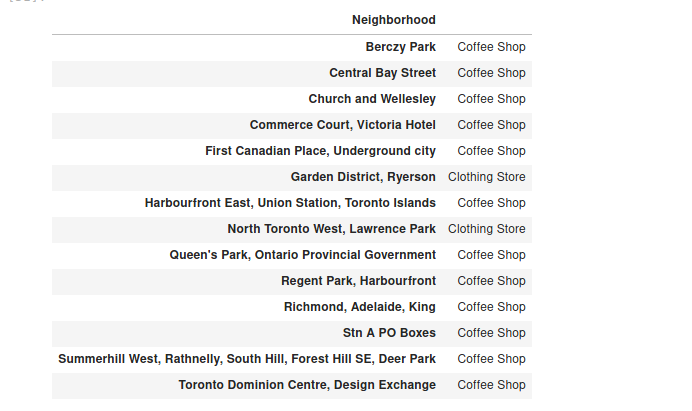 Neighborhood
Berczy Park Coffee Shop
Central Bay Street Coffee Shop
Church and Wellesley Coffee Shop
Commerce Court, Victoria Hotel Coffee Shop
First Canadian Place, Underground city Coffee Shop
Garden District, Ryerson Clothing Store
Harbourfront East, Union Station, Toronto Islands Coffee Shop
North Toronto West, Lawrence Park Clothing Store
Queen's Park, Ontario Provincial Government Coffee Shop
Regent Park, Harbourfront Coffee Shop
Richmond, Adelaide, King Coffee Shop
Stn A PO Boxes Coffee Shop
Summerhill West, Rathnelly, South Hill, Forest Hill SE, Deer Park Coffee Shop
Toronto Dominion Centre, Design Exchange Coffee Shop